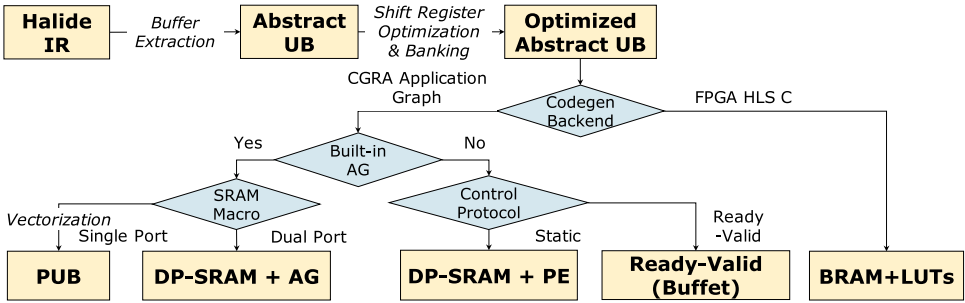 Halide
IR
Buffer
Extraction
Abstract
UB
Shift Register
Optimization
& Banking
Optimized
Abstract UB
CGRA Application
Graph
Codegen
Backend
FPGA HLS C
Yes
Built-in
AG
No
SRAM
Macro
Control
Protocol
Vectorization
Single Port
Dual Port
Static
Ready
-Valid
PUB
DP-SRAM + AG
DP-SRAM + PE
Ready-Valid
(Buffet)
BRAM+LUTs